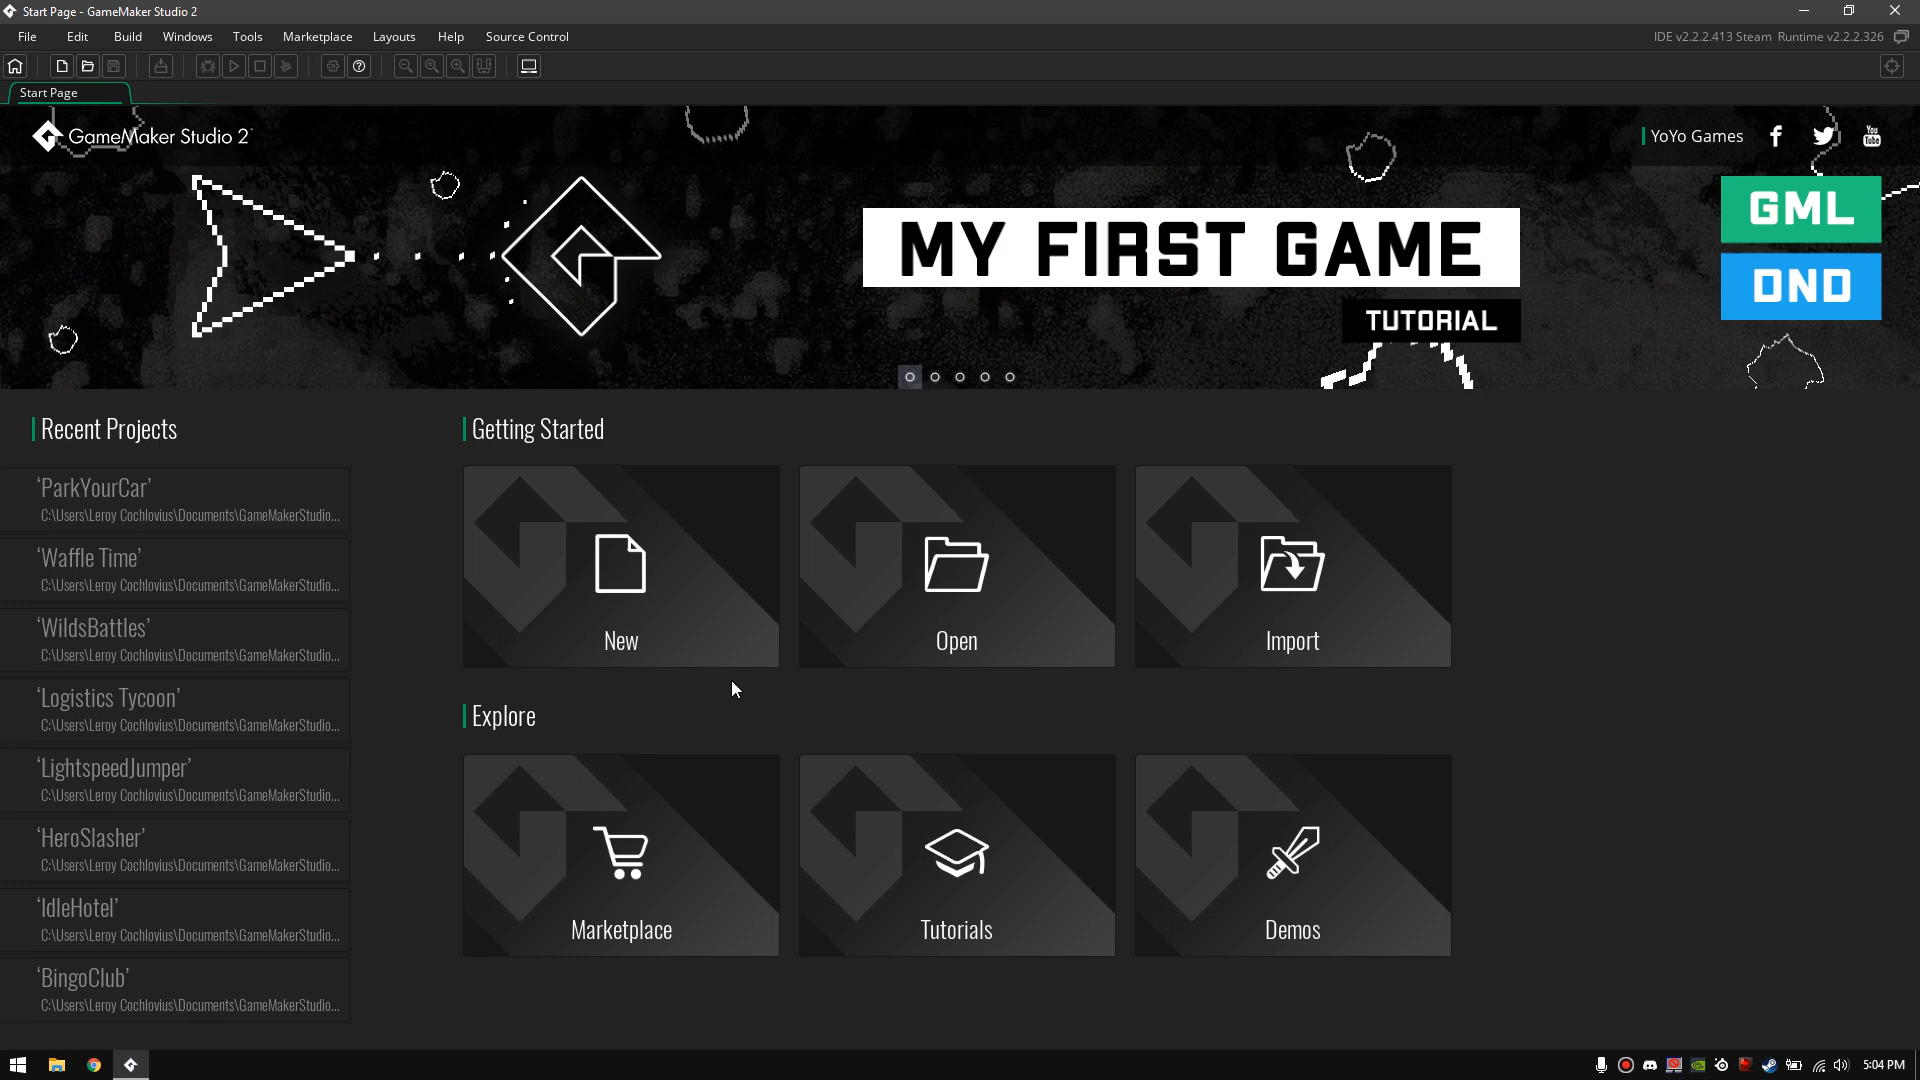 Start Page - GameMaker Studio 2
File Edit Build Windows Tools Marketplace Layouts Help Source Control
IDE v2.2.2.413 Steam Runtime v2.2.2.326
Start Page
GameMaker Studio 2
YoYo Games
You Tube
MY FIRST GAME
TUTORIAL
GML
DND
Recent Projects
‘ParkYourCar’
C:\Users\Leroy Cochlovius\Documents\GameMakerStudio...
‘Waffle Time’
C:\Users\Leroy Cochlovius\Documents\GameMakerStudio...
‘WildsBattles’
C:\Users\Leroy Cochlovius\Documents\GameMakerStudio...
‘Logistics Tycoon’
C:\Users\Leroy Cochlovius\Documents\GameMakerStudio...
‘LightspeedJumper’
C:\Users\Leroy Cochlovius\Documents\GameMakerStudio...
‘HeroSlasher’
C:\Users\Leroy Cochlovius\Documents\GameMakerStudio...
‘IdleHotel’
C:\Users\Leroy Cochlovius\Documents\GameMakerStudio...
‘BingoClub’
C:\Users\Leroy Cochlovius\Documents\GameMakerStudio...
Getting Started
New
Open
Import
Explore
Marketplace
Tutorials
Demos
5:04 PM